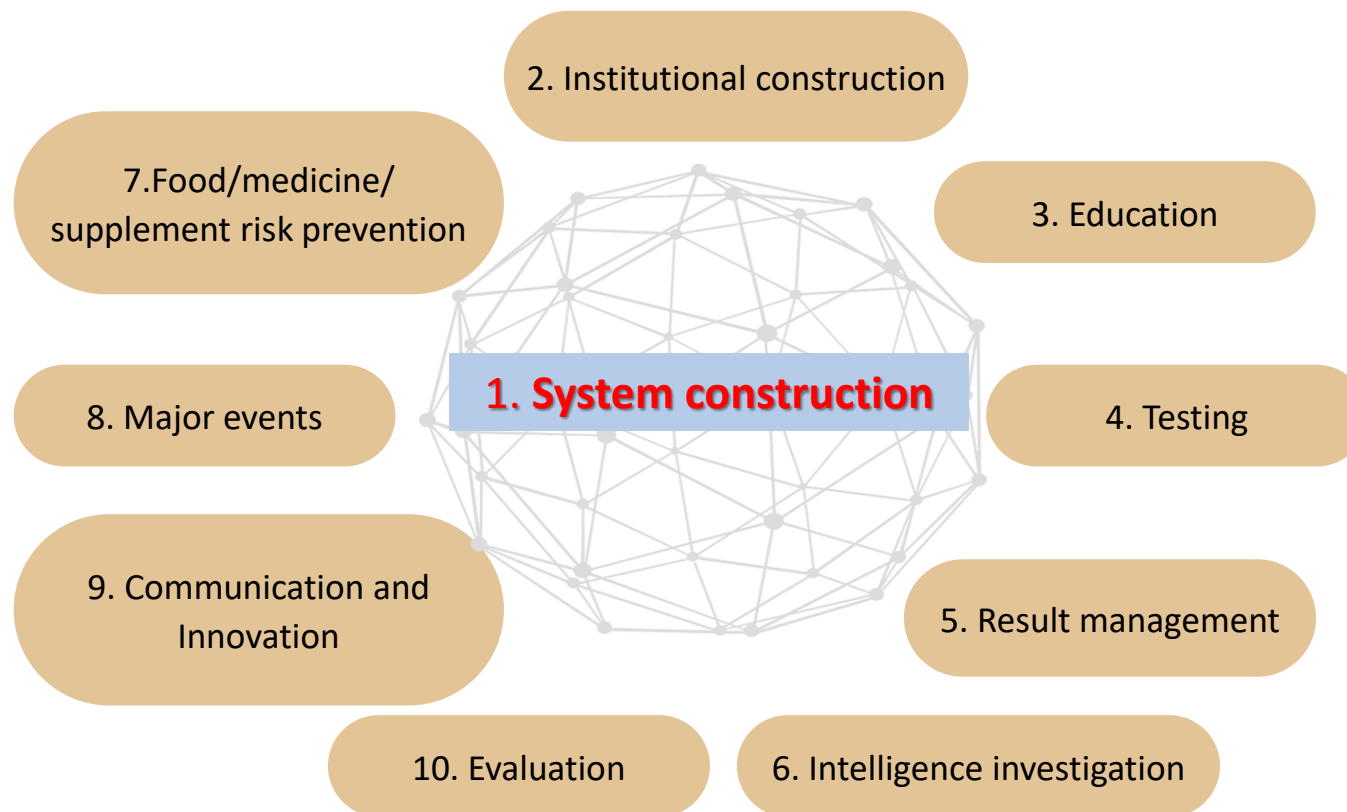 2. Institutional construction
7.Food/medicine/
supplement risk prevention
3. Education
1. System construction
8. Major events
4. Testing
9. Communication and
Innovation
5. Result management
10. Evaluation
6. Intelligence investigation